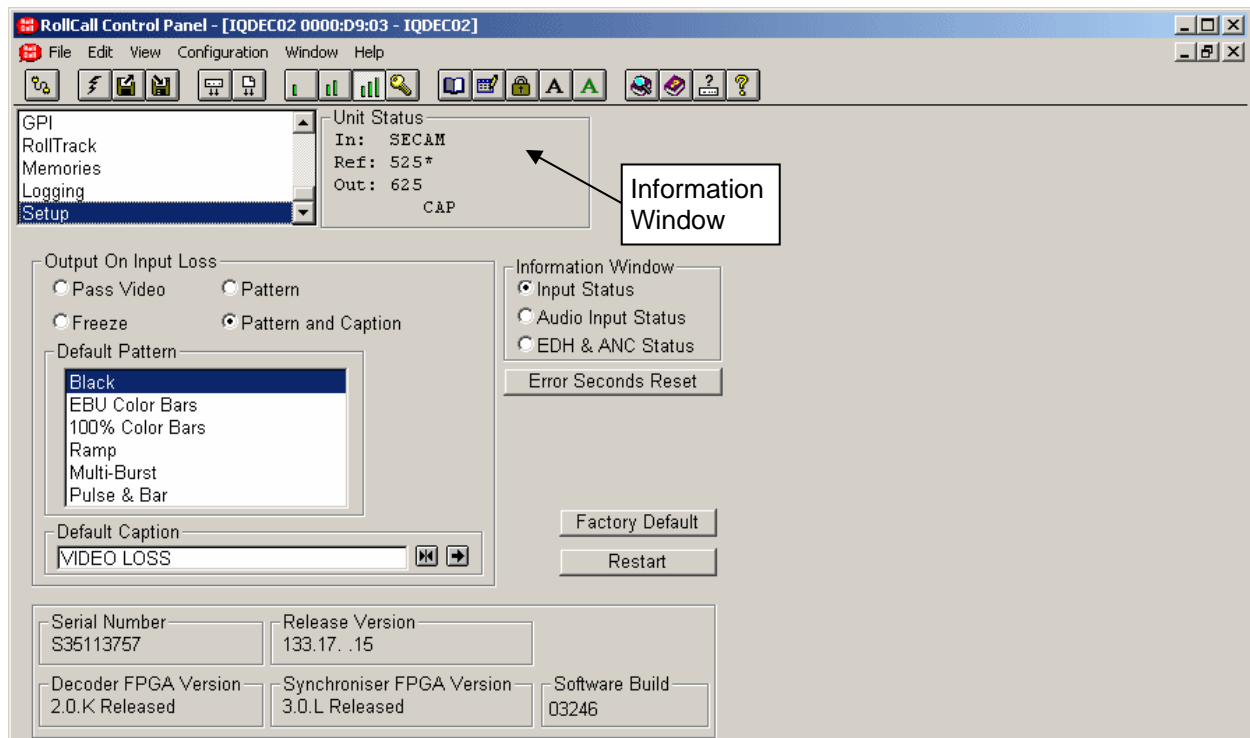 RollCall Control Panel - [IQDEC02 0000:D9:03 - IQDEC02]
File Edit View Configuration Window Help
A A
GPI
RollTrack
Memories
Logging
Setup
Unit Status
In: SECAM
Ref: 525*
Out: 625
CAP
Information
Window
Output On Input Loss
Pass Video Pattern
Freeze Pattern and Caption
Default Pattern
Black
EBU Color Bars
100% Color Bars
Ramp
Multi-Burst
Pulse & Bar
Default Caption
VIDEO LOSS
Information Window
Input Status
Audio Input Status
EDH & ANC Status
Error Seconds Reset
Factory Default
Restart
Serial Number
S35113757
Release Version
133.17. .15
Decoder FPGA Version
2.0.K Released
Synchroniser FPGA Version
3.0.L Released
Software Build
03246